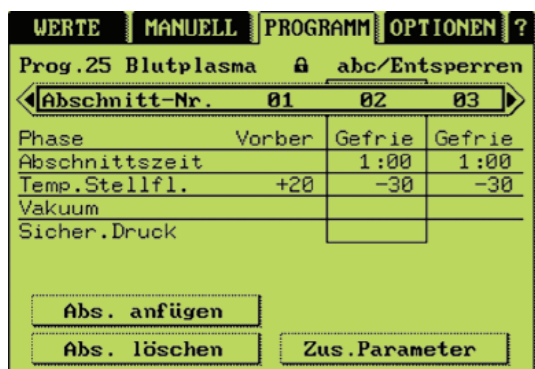 WERTE MANUELL PROGRAMM OPTIONEN ?
Prog.25 Blutplasma abc/Entsperren
Abschnitt-Nr. 01 02 03
Phase Vorber Gefrie Gefrie
Abschnittszeit 1:00 1:00
Temp.Stellfl. +20 -30 -30
Vakuum
Sicher.Druck
Abs. anfügen
Abs. löschen Zus.Parameter